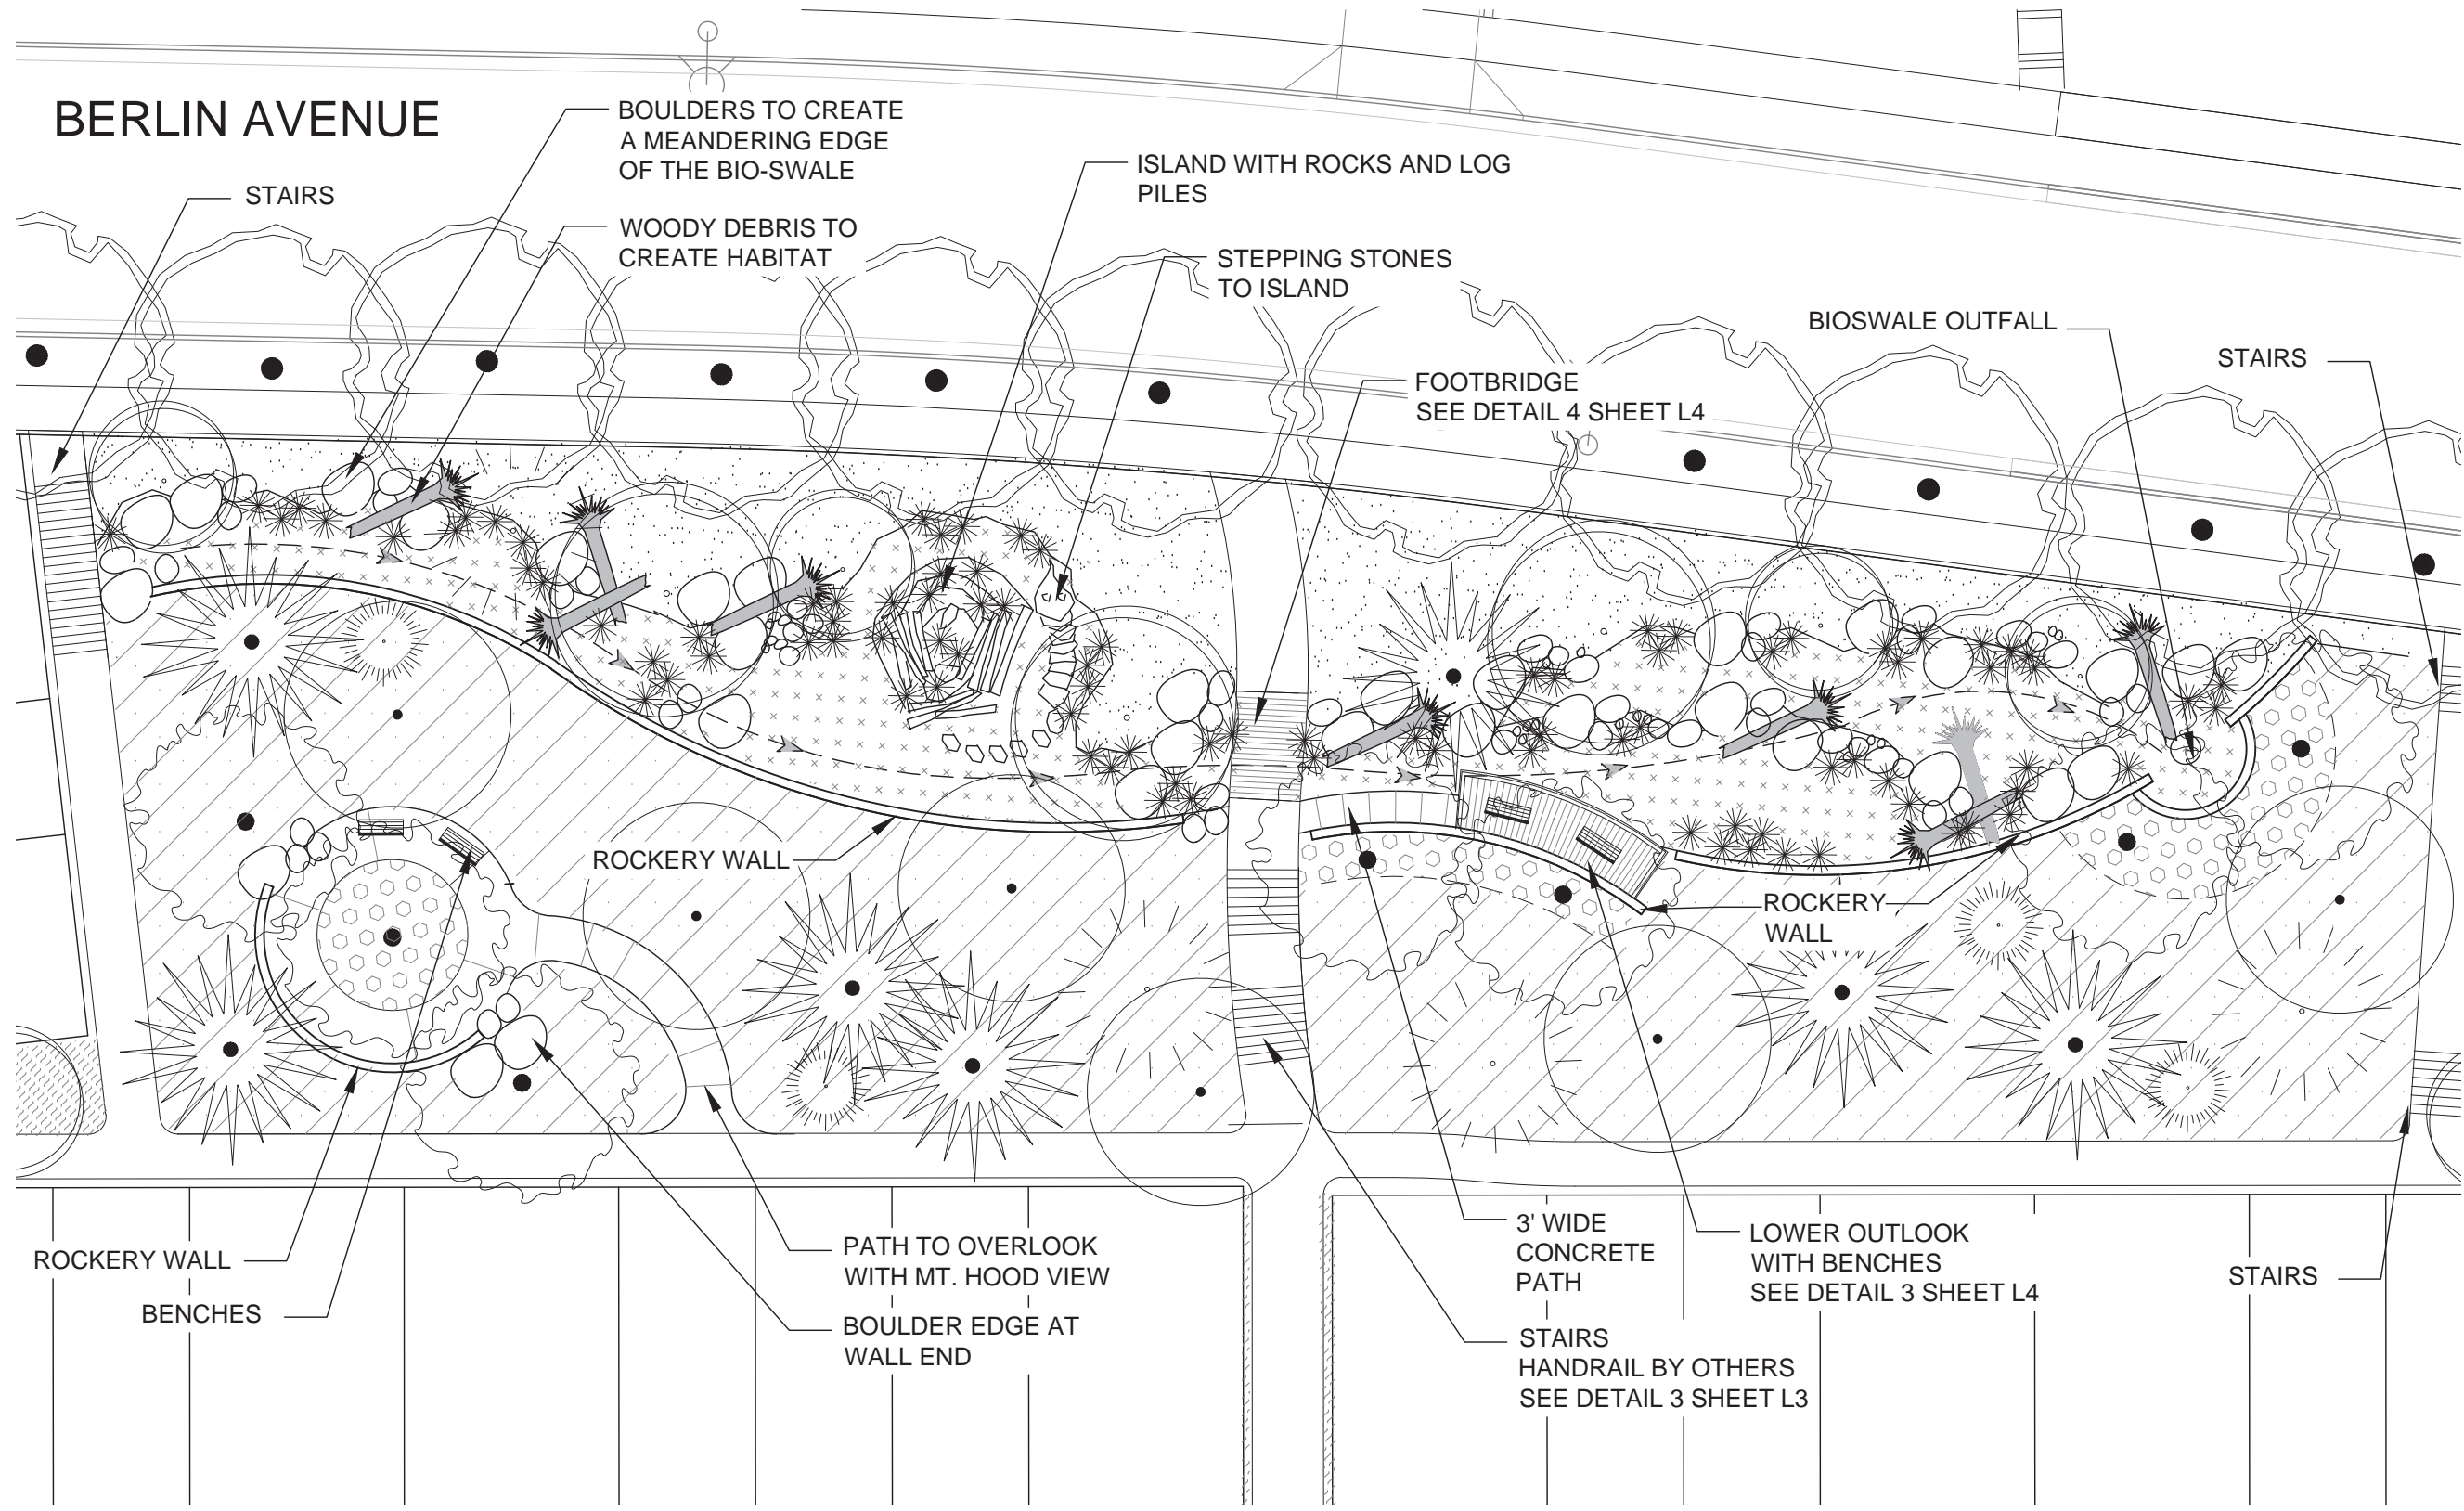 BERLIN AVENUE
BOULDERS TO CREATE
A MEANDERING EDGE
OF THE BIO-SWALE
STAIRS
WOODY DEBRIS TO
CREATE HABITAT
ISLAND WITH ROCKS AND LOG
PILES
STEPPING STONES
TO ISLAND
FOOTBRIDGE
SEE DETAIL 4 SHEET L4
BIOSWALE OUTFALL
STAIRS
ROCKERY WALL
ROCKERY
WALL
ROCKERY WALL
BENCHES
PATH TO OVERLOOK
WITH MT. HOOD VIEW
BOULDER EDGE AT
WALL END
3' WIDE
CONCRETE
PATH
STAIRS
HANDRAIL BY OTHERS
SEE DETAIL 3 SHEET L3
LOWER OUTLOOK
WITH BENCHES
SEE DETAIL 3 SHEET L4
STAIRS